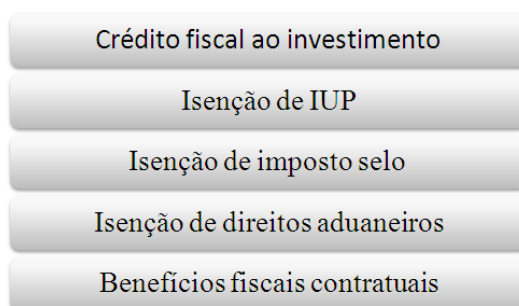 Crédito fiscal ao investimento
Isenção de IUP
Isenção de imposto selo
Isenção de direitos aduaneiros
Benefícios fiscais contratuais